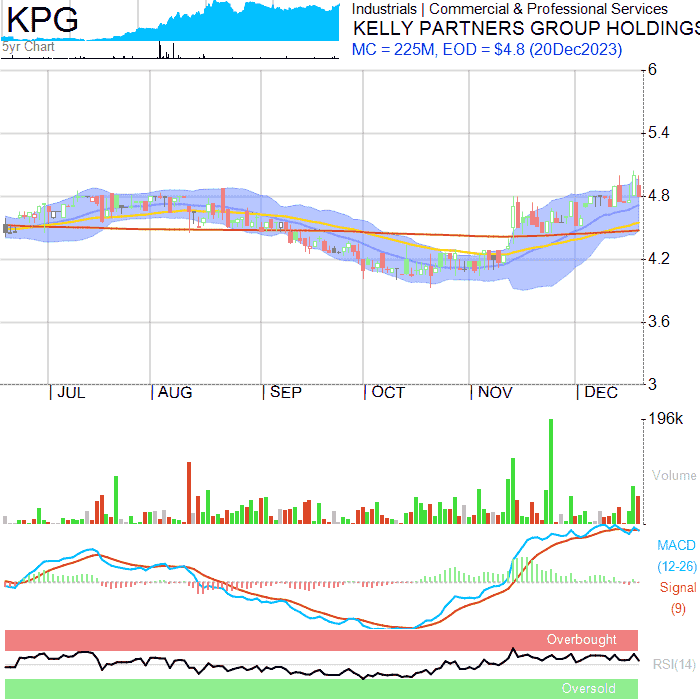 KPG
5yr Chart
Industrials | Commercial & Professional Services
KELLY PARTNERS GROUP HOLDINGS
MC = 225M, EOD = $4.8 (20Dec2023)
6
5.4
4.8
4.2
3.6
3
| JUL | AUG | SEP | OCT | NOV | DEC
196k
Volume
MACD
(12-26)
Signal
(9)
Overbought
RSI(14)
Oversold